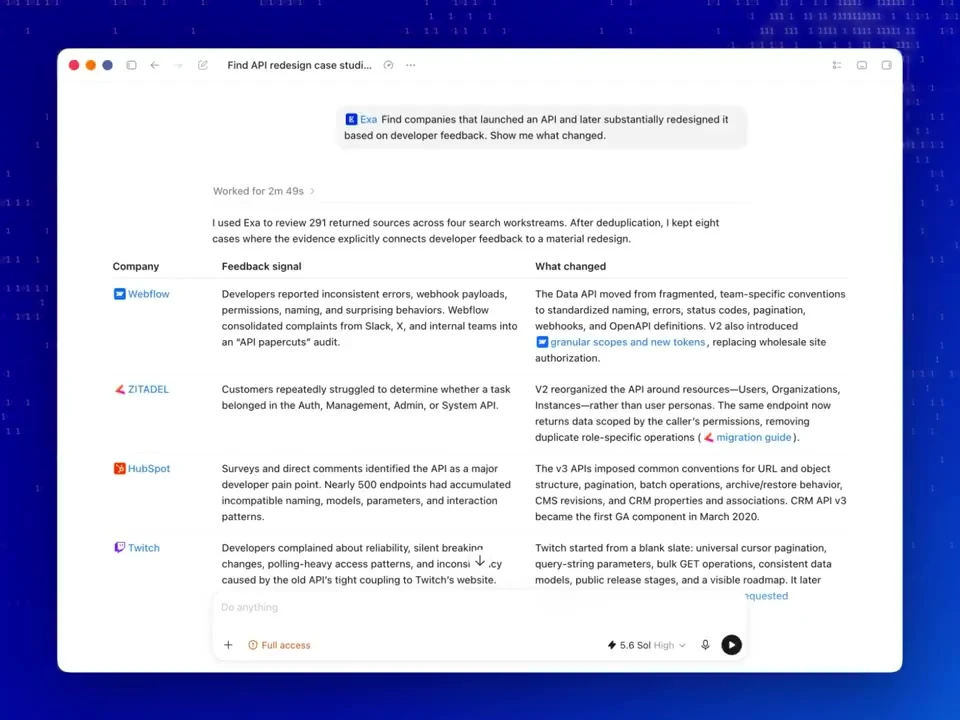 Find API redesign case studi...
Exa Find companies that launched an API and later substantially redesigned it
based on developer feedback. Show me what changed.
Worked for 2m 49s
I used Exa to review 291 returned sources across four search workstreams. After deduplication, I kept eight
cases where the evidence explicitly connects developer feedback to a material redesign.
Company Feedback signal What changed
Webflow
Developers reported inconsistent errors, webhook payloads,
permissions, naming, and surprising behaviors. Webflow
consolidated complaints from Slack, X, and internal teams into
an “API papercuts” audit.
The Data API moved from fragmented, team-specific conventions
to standardized naming, errors, status codes, pagination,
webhooks, and OpenAPI definitions. V2 also introduced
granular scopes and new tokens, replacing wholesale site
authorization.
ZITADEL
Customers repeatedly struggled to determine whether a task
belonged in the Auth, Management, Admin, or System API.
V2 reorganized the API around resources—Users, Organizations,
Instances—rather than user personas. The same endpoint now
returns data scoped by the caller’s permissions, removing
duplicate role-specific operations ( migration guide).
HubSpot
Surveys and direct comments identified the API as a major
developer pain point. Nearly 500 endpoints had accumulated
incompatible naming, models, parameters, and interaction
patterns.
The v3 APIs imposed common conventions for URL and object
structure, pagination, batch operations, archive/restore behavior,
CMS revisions, and CRM properties and associations. CRM API v3
became the first GA component in March 2020.
Twitch
Developers complained about reliability, silent breaking
changes, polling-heavy access patterns, and
caused by the old API’s tight coupling to Twitch’s website.
Twitch started from a blank slate: universal cursor pagination,
query-string parameters, bulk GET operations, consistent data
models, public release stages, and a visible roadmap. It later
Do anything
Full access
5.6 Sol High